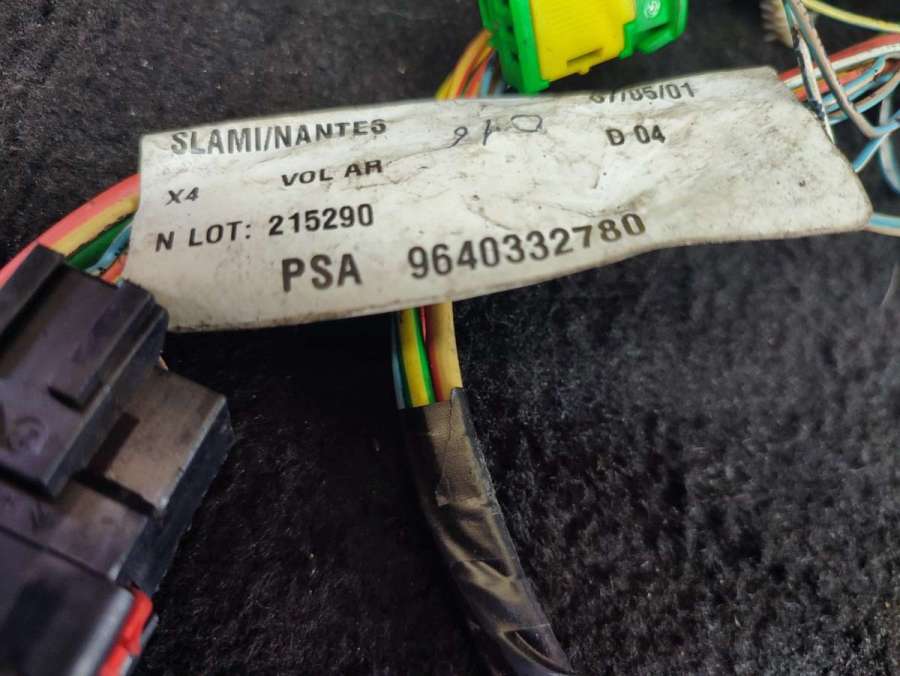 SLAMI/NANTES
X4 VOL AR D 04
N LOT: 215290
PSA 9640332780